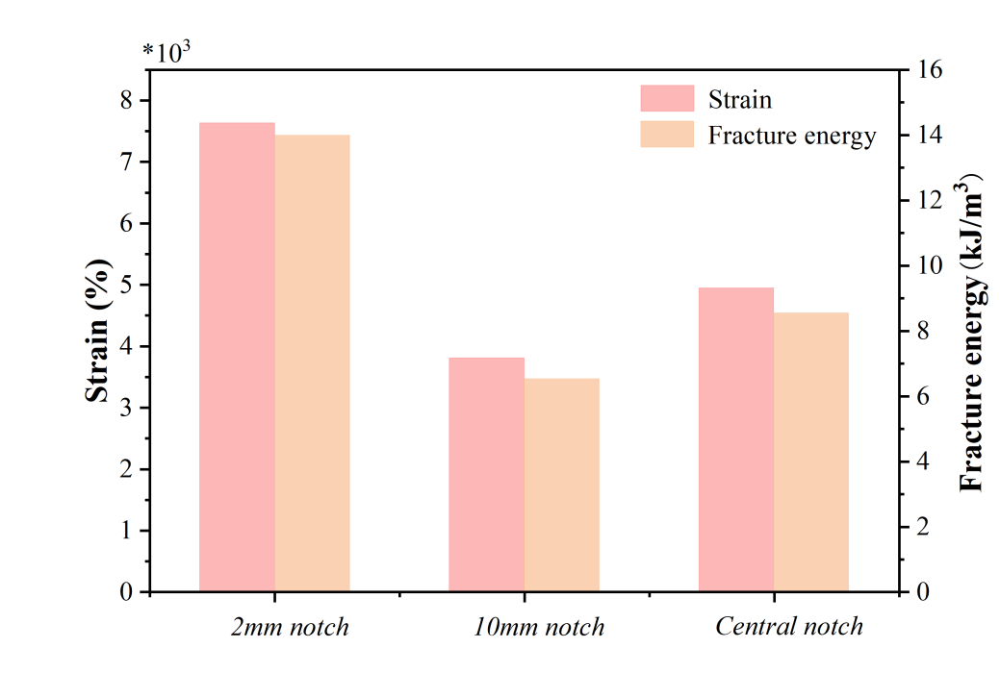 *10³
8
7
6
5
4
3
2
1
0
Strain (%)
Strain
Fracture energy
16
14
12
10
8
6
4
2
0
Fracture energy (kJ/m³)
2mm notch
10mm notch
Central notch